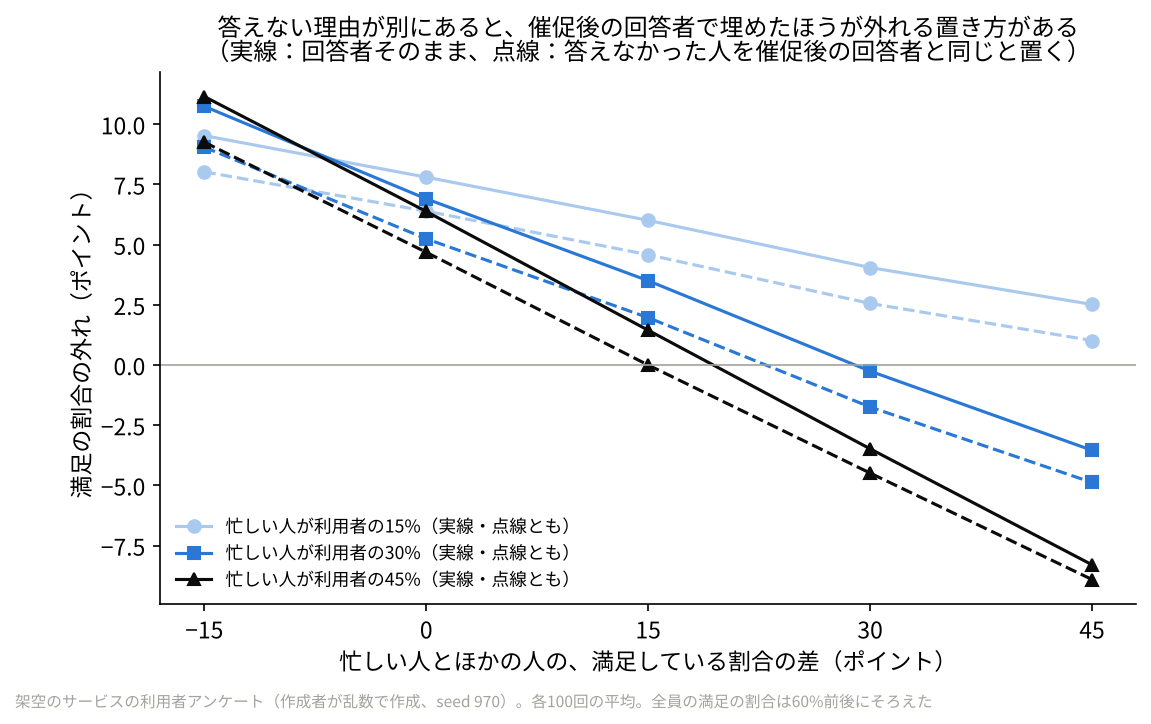 答えない理由が別にあると、催促後の回答者で埋めたほうが外れる置き方がある
（実線：回答者そのまま、点線：答えなかった人を催促後の回答者と同じと置く）
満足の割合の外れ（ポイント）
10.0
7.5
5.0
2.5
0.0
−2.5
−5.0
−7.5
忙しい人が利用者の15%（実線・点線とも）
忙しい人が利用者の30%（実線・点線とも）
忙しい人が利用者の45%（実線・点線とも）
−15
0
15
30
45
忙しい人とほかの人の、満足している割合の差（ポイント）
架空のサービスの利用者アンケート（作成者が乱数で作成、seed 970）。各100回の平均。全員の満足の割合は60%前後にそろえた